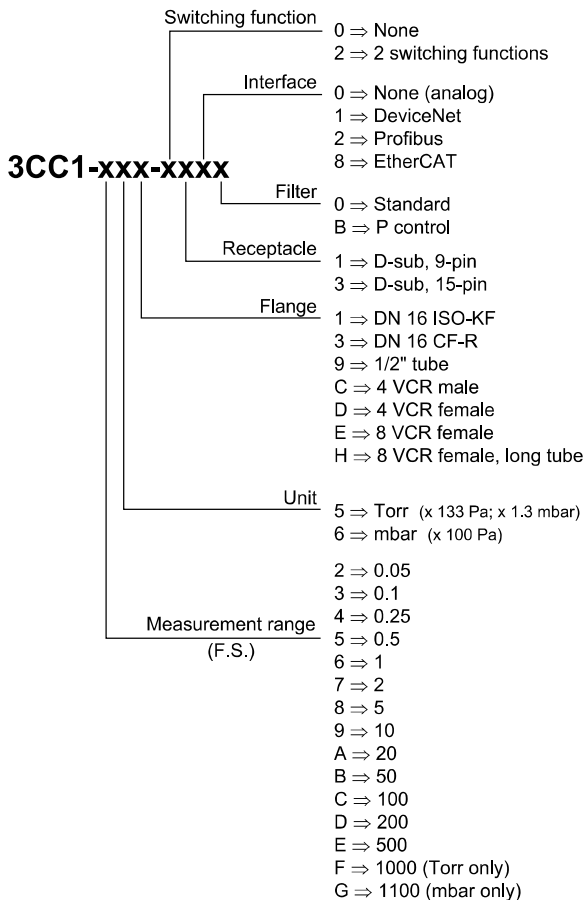 Switching function
0 ⇒ None
2 ⇒ 2 switching functions
Interface
0 ⇒ None (analog)
1 ⇒ DeviceNet
2 ⇒ Profibus
8 ⇒ EtherCAT
3CC1-xxx-xxxx
Filter
0 ⇒ Standard
B ⇒ P control
Receptacle
1 ⇒ D-sub, 9-pin
3 ⇒ D-sub, 15-pin
Flange
1 ⇒ DN 16 ISO-KF
3 ⇒ DN 16 CF-R
9 ⇒ 1/2" tube
C ⇒ 4 VCR male
D ⇒ 4 VCR female
E ⇒ 8 VCR female
H ⇒ 8 VCR female, long tube
Unit
5 ⇒ Torr (x 133 Pa; x 1.3 mbar)
6 ⇒ mbar (x 100 Pa)
Measurement range
(F.S.)
2 ⇒ 0.05
3 ⇒ 0.1
4 ⇒ 0.25
5 ⇒ 0.5
6 ⇒ 1
7 ⇒ 2
8 ⇒ 5
9 ⇒ 10
A ⇒ 20
B ⇒ 50
C ⇒ 100
D ⇒ 200
E ⇒ 500
F ⇒ 1000 (Torr only)
G ⇒ 1100 (mbar only)